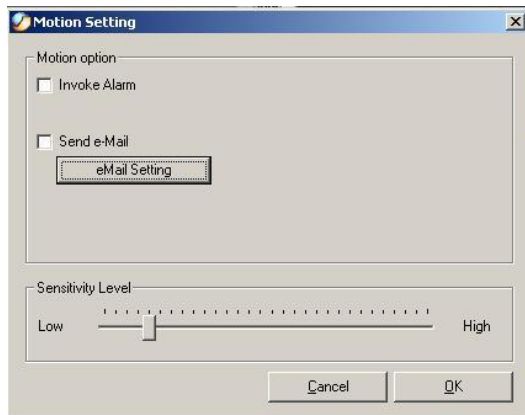 Motion Setting
Motion option
Invoke Alarm
Send e-Mail
eMail Setting
Sensitivity Level
Low High
Cancel OK